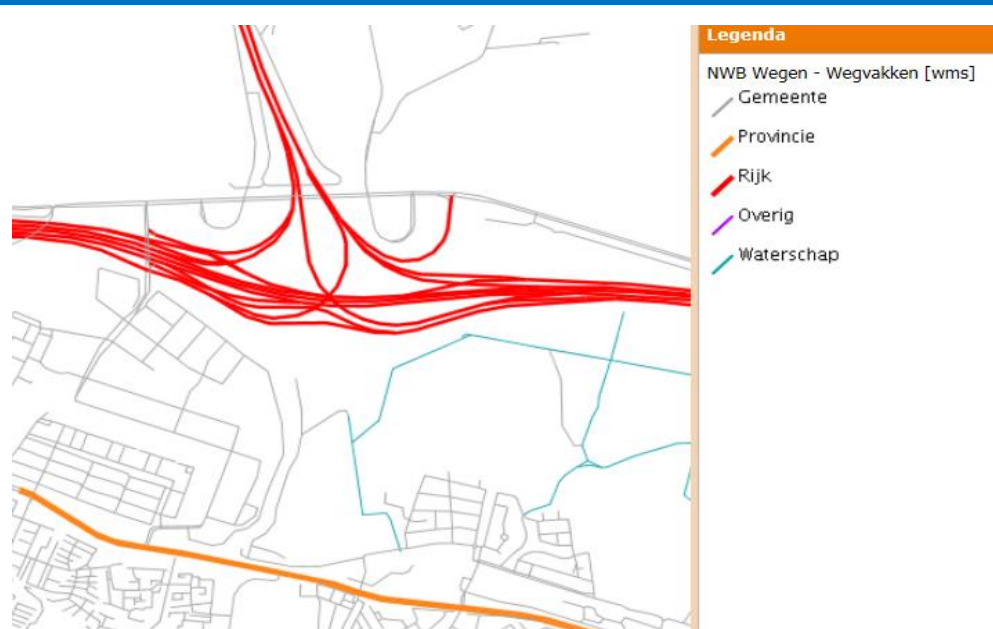 Legenda
NWB Wegen - Wegvakken [wms]
Gemeente
Provincie
Rijk
Overig
Waterschap